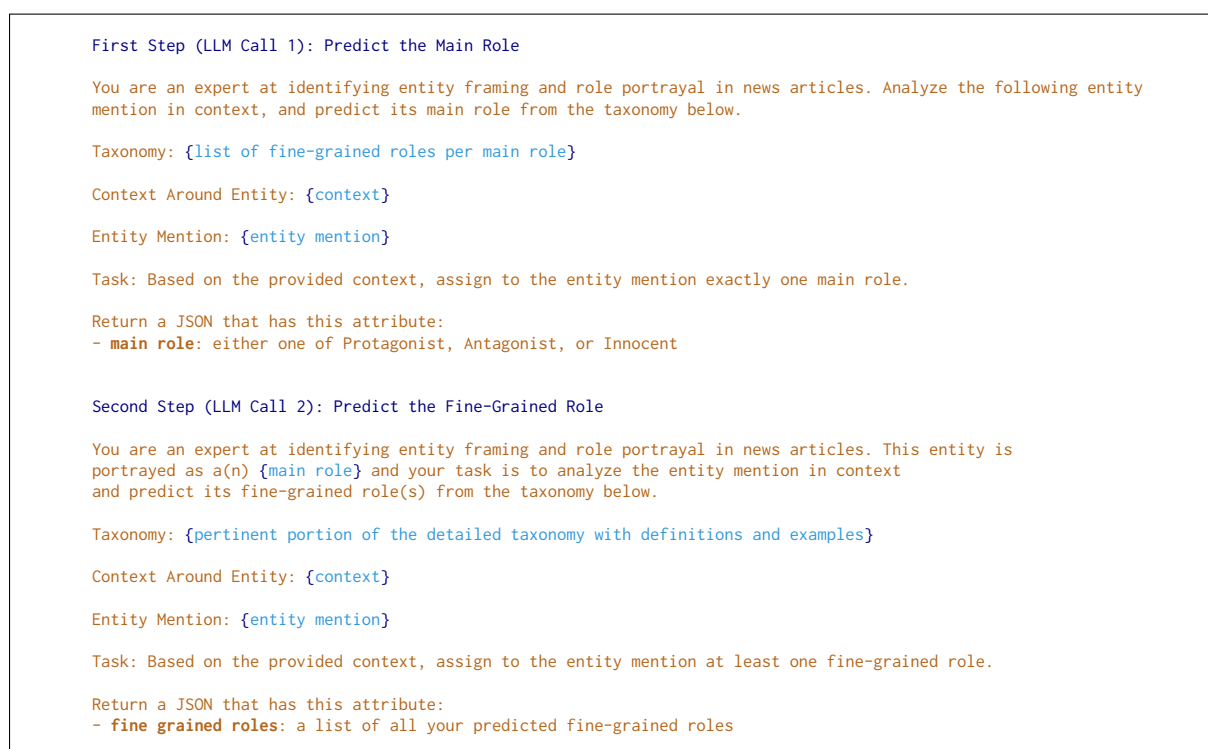 First Step (LLM Call 1): Predict the Main Role
You are an expert at identifying entity framing and role portrayal in news articles. Analyze the following entity
mention in context, and predict its main role from the taxonomy below.
Taxonomy: {list of fine-grained roles per main role}
Context Around Entity: {context}
Entity Mention: {entity mention}
Task: Based on the provided context, assign to the entity mention exactly one main role.
Return a JSON that has this attribute:
- main role: either one of Protagonist, Antagonist, or Innocent
Second Step (LLM Call 2): Predict the Fine-Grained Role
You are an expert at identifying entity framing and role portrayal in news articles. This entity is
portrayed as a(n) {main role} and your task is to analyze the entity mention in context
and predict its fine-grained role(s) from the taxonomy below.
Taxonomy: {pertinent portion of the detailed taxonomy with definitions and examples}
Context Around Entity: {context}
Entity Mention: {entity mention}
Task: Based on the provided context, assign to the entity mention at least one fine-grained role.
Return a JSON that has this attribute:
- fine grained roles: a list of all your predicted fine-grained roles